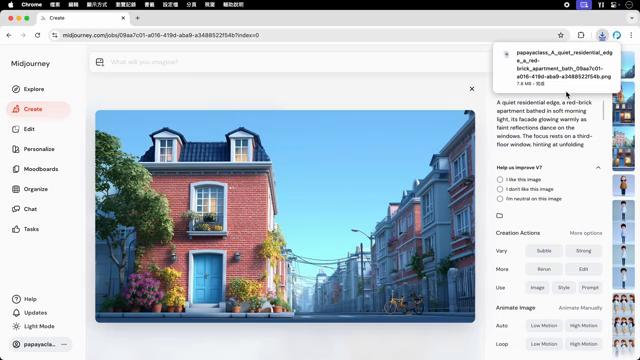 Chrome 檔案 編輯 顯示方式 瀏覽記錄 書籤 設定檔 分頁 視窗 輔助說明
Create
midjourney.com/jobs/09aa7c01-a016-419d-aba9-a3488522f54b?index=0
papayaclass_A_quiet_residential_edg
e_a_red-
brick_apartment_bath_09aa7c01-
a016-419d-aba9-a3488522f54b.png
7.8 MB • 完成
Midjourney
What will you imagine?
Explore
Create
Edit
Personalize
Moodboards
Organize
Chat
Tasks
Help
Updates
Light Mode
papayac...
A quiet residential edge, a red-brick
apartment bathed in soft morning
light, its facade glowing warmly as
faint reflections dance on the
windows. The focus rests on a third-
floor window, hinting at unfolding
Help us improve V7?
I like this image
I don't like this image
I'm neutral on this image
Creation Actions More options
Vary Subtle Strong
More Rerun Edit
Use Image Style Prompt
Animate Image Animate Manually
Auto Low Motion High Motion
Loop Low Motion High Motion